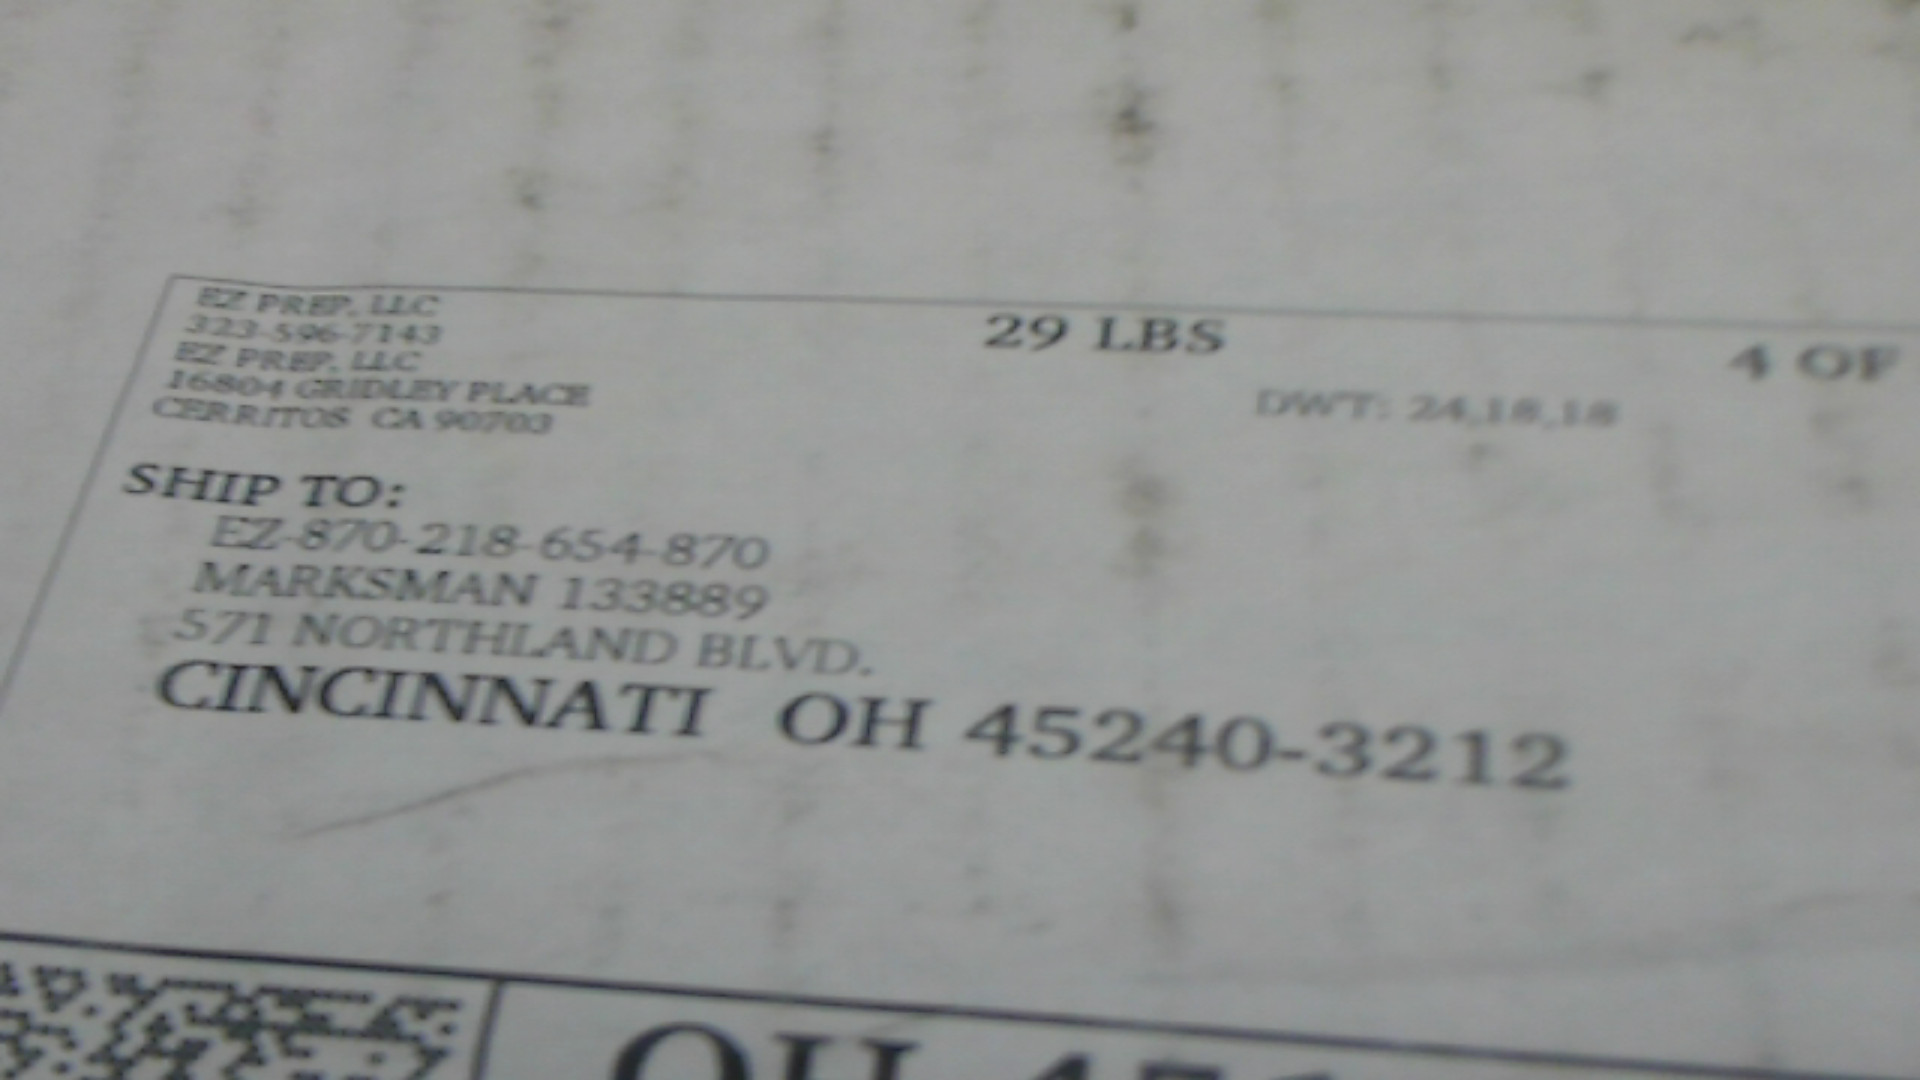 EZ PREP, LLC
323-596-7143
EZ PREP, LLC
16804 GRIDLEY PLACE
CERRITOS CA 90703
29 LBS
4 OF
DWT: 24,18,18
SHIP TO:
EZ-870-218-654-870
MARKSMAN 133889
571 NORTHLAND BLVD.
CINCINNATI OH 45240-3212
OH